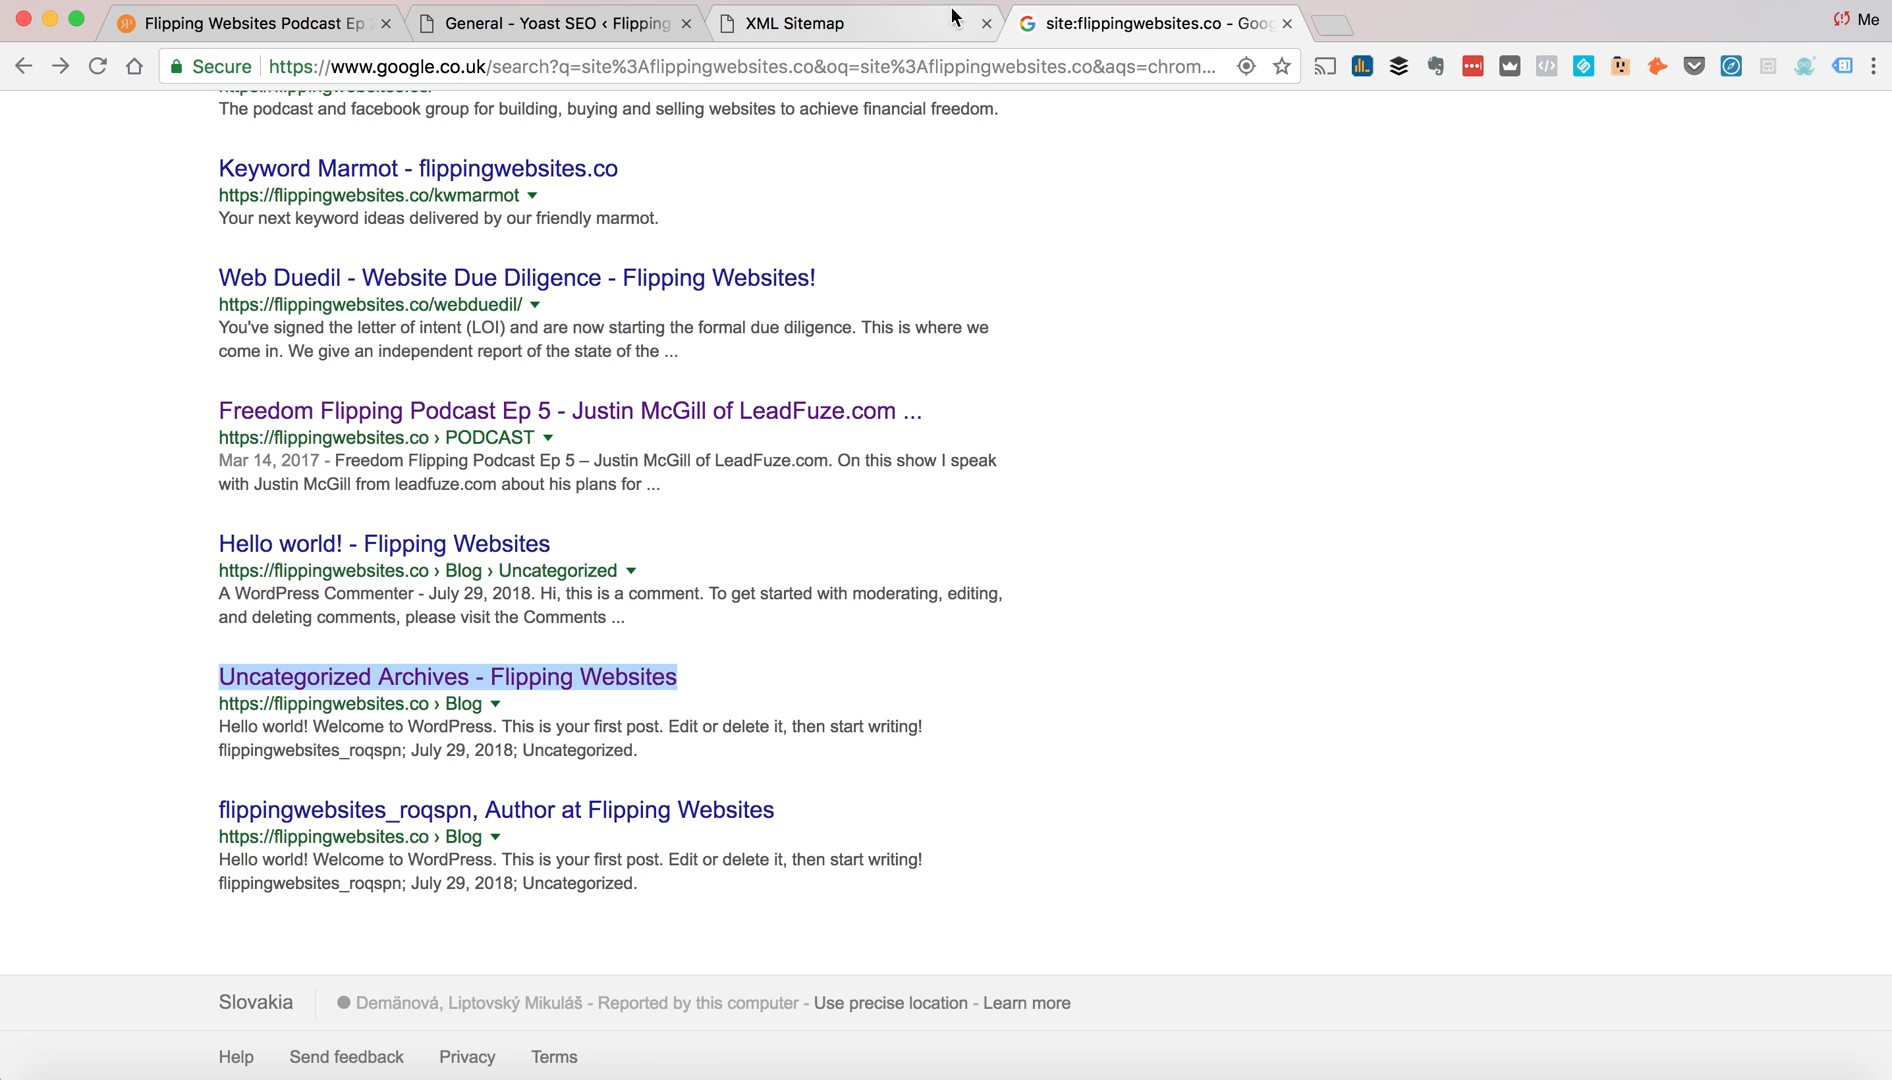 Flipping Websites Podcast Ep
General - Yoast SEO ‹ Flipping
XML Sitemap
site:flippingwebsites.co - Goog
Me
Secure
https://www.google.co.uk/search?q=site%3Aflippingwebsites.co&oq=site%3Aflippingwebsites.co&aqs=chrom...
The podcast and facebook group for building, buying and selling websites to achieve financial freedom.
Keyword Marmot - flippingwebsites.co
https://flippingwebsites.co/kwmarmot
Your next keyword ideas delivered by our friendly marmot.
Web Duedil - Website Due Diligence - Flipping Websites!
https://flippingwebsites.co/webduedil/
You've signed the letter of intent (LOI) and are now starting the formal due diligence. This is where we
come in. We give an independent report of the state of the ...
Freedom Flipping Podcast Ep 5 - Justin McGill of LeadFuze.com ...
https://flippingwebsites.co › PODCAST
Mar 14, 2017 - Freedom Flipping Podcast Ep 5 – Justin McGill of LeadFuze.com. On this show I speak
with Justin McGill from leadfuze.com about his plans for ...
Hello world! - Flipping Websites
https://flippingwebsites.co › Blog › Uncategorized
A WordPress Commenter - July 29, 2018. Hi, this is a comment. To get started with moderating, editing,
and deleting comments, please visit the Comments ...
Uncategorized Archives - Flipping Websites
https://flippingwebsites.co › Blog
Hello world! Welcome to WordPress. This is your first post. Edit or delete it, then start writing!
flippingwebsites_roqspn; July 29, 2018; Uncategorized.
flippingwebsites_roqspn, Author at Flipping Websites
https://flippingwebsites.co › Blog
Hello world! Welcome to WordPress. This is your first post. Edit or delete it, then start writing!
flippingwebsites_roqspn; July 29, 2018; Uncategorized.
Slovakia
Demänová, Liptovský Mikuláš - Reported by this computer - Use precise location - Learn more
Help Send feedback Privacy Terms